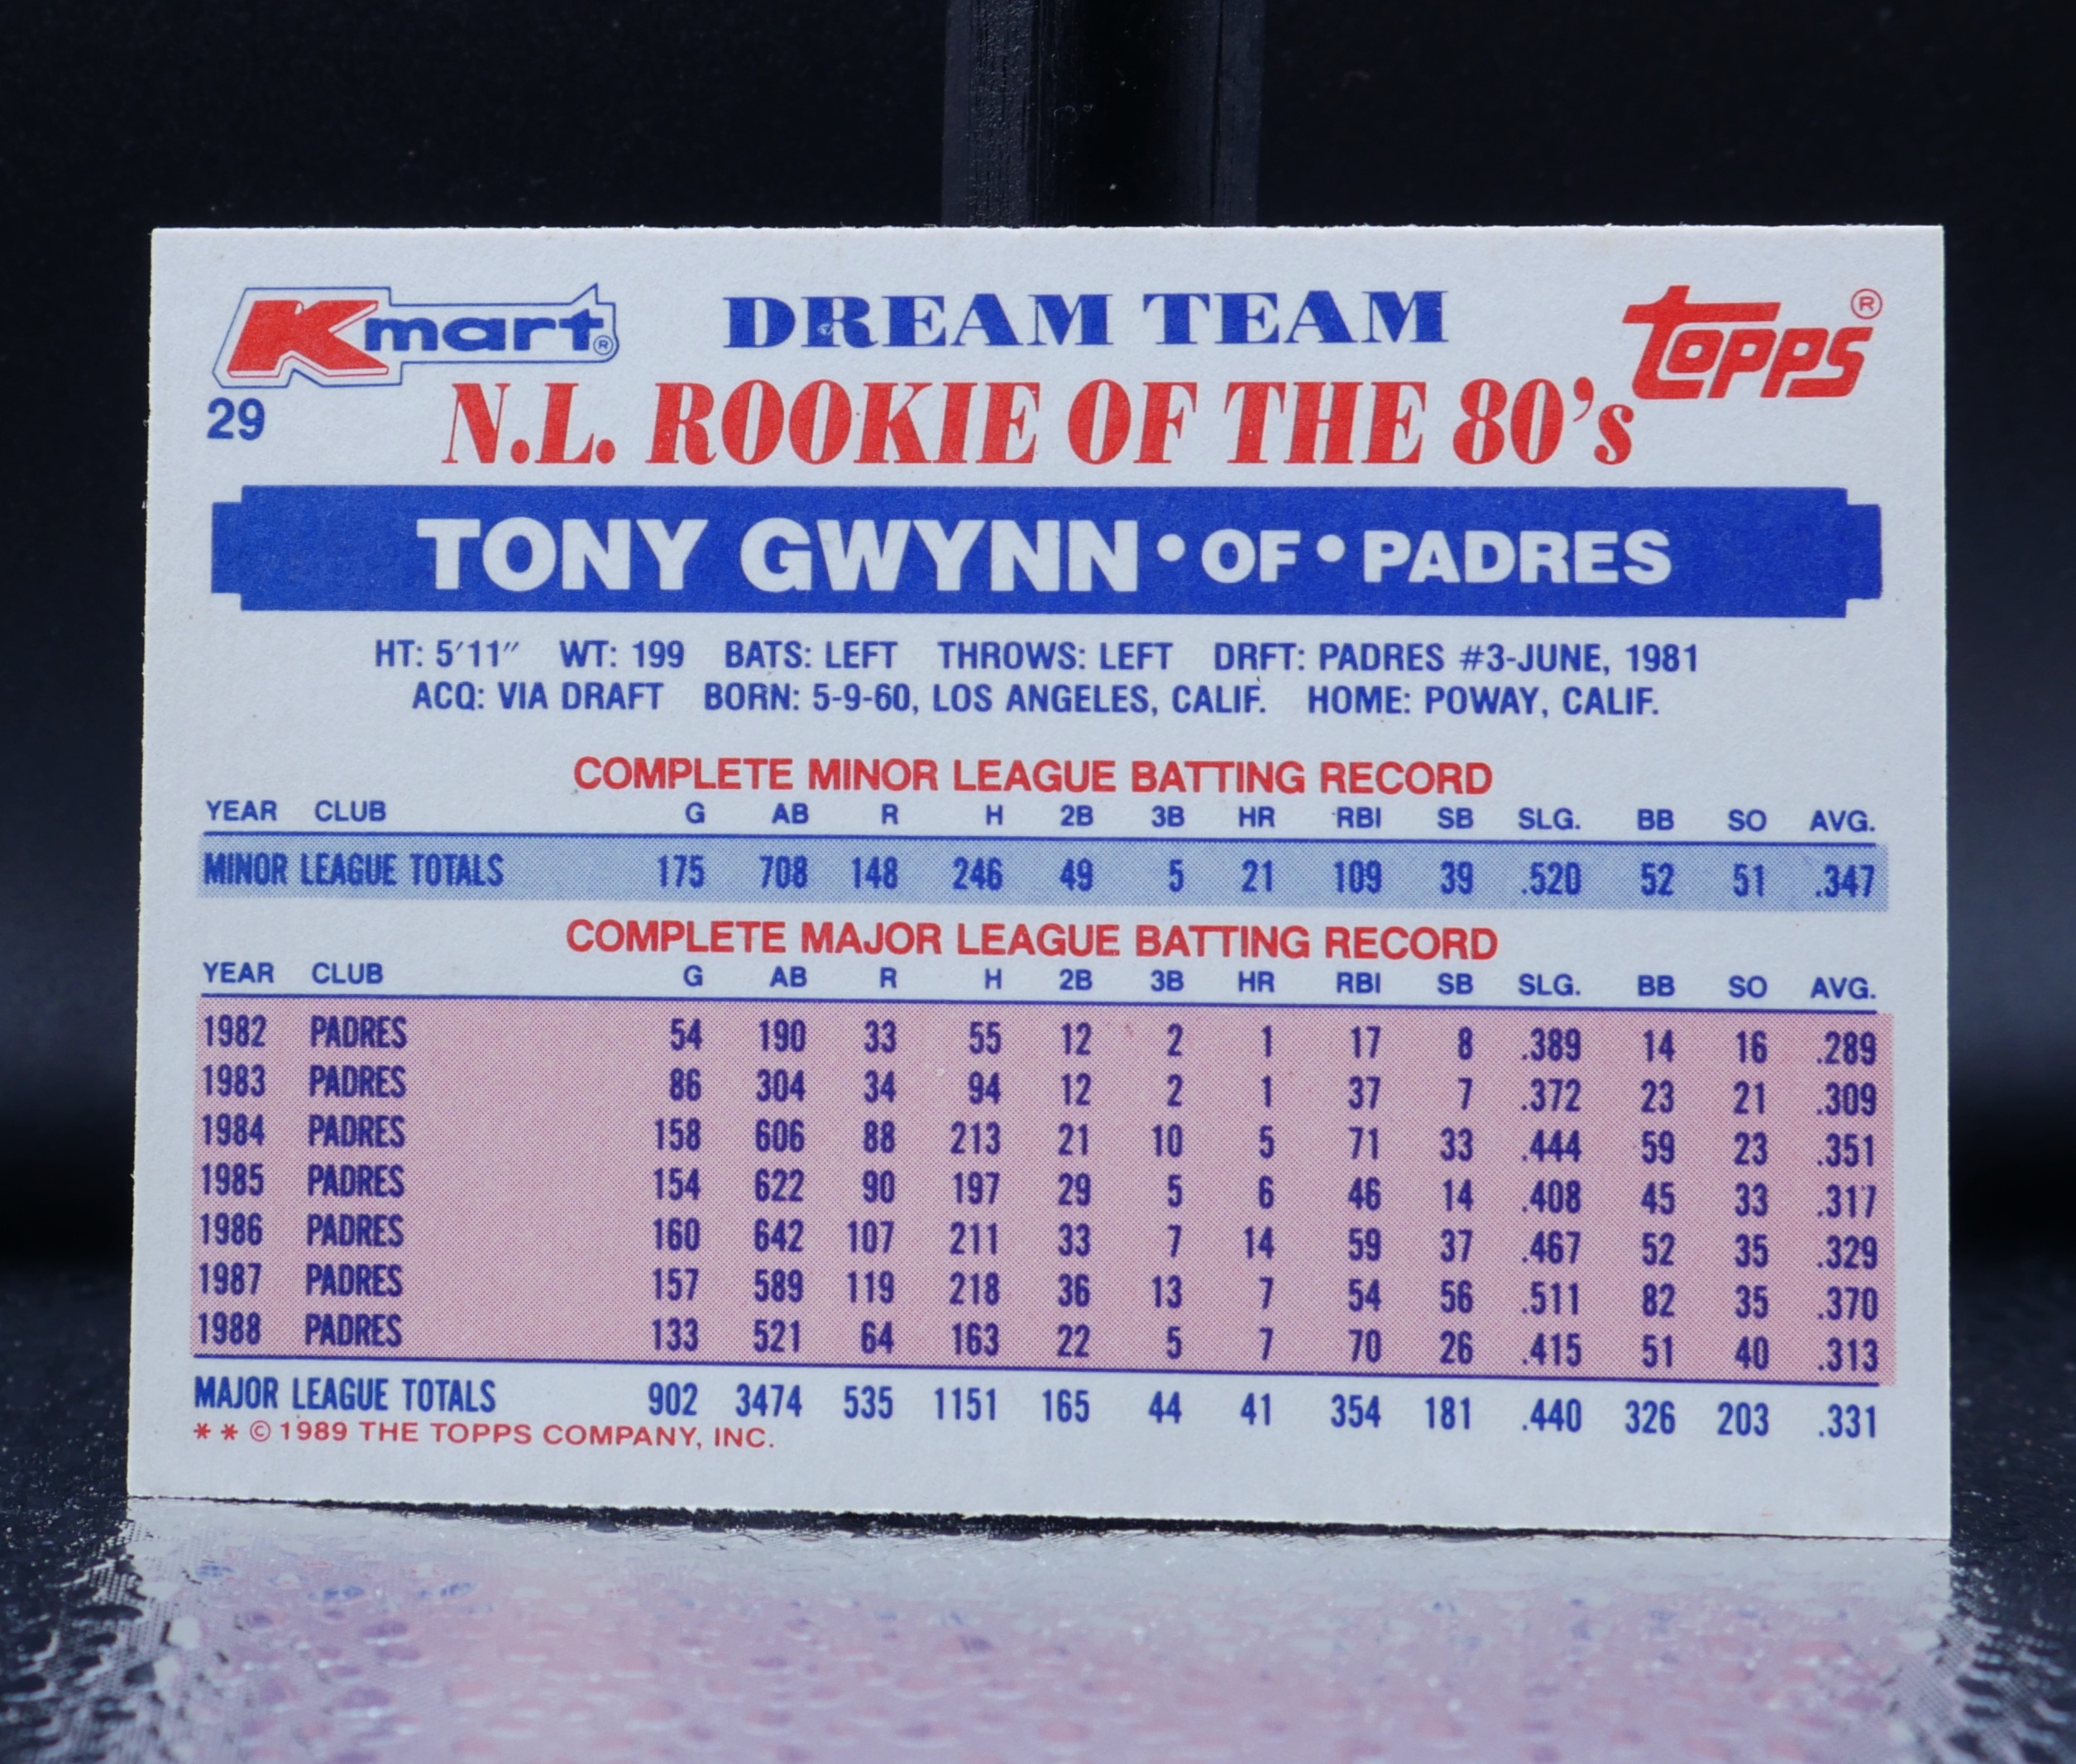 Kmart® DREAM TEAM Topps®
29 N.L. ROOKIE OF THE 80's
TONY GWYNN • OF • PADRES
HT: 5'11" WT: 199 BATS: LEFT THROWS: LEFT DRFT: PADRES #3-JUNE, 1981
ACQ: VIA DRAFT BORN: 5-9-60, LOS ANGELES, CALIF. HOME: POWAY, CALIF.
COMPLETE MINOR LEAGUE BATTING RECORD
YEAR CLUB G AB R H 2B 3B HR RBI SB SLG. BB SO AVG.
MINOR LEAGUE TOTALS 175 708 148 246 49 5 21 109 39 .520 52 51 .347
COMPLETE MAJOR LEAGUE BATTING RECORD
YEAR CLUB G AB R H 2B 3B HR RBI SB SLG. BB SO AVG.
1982 PADRES 54 190 33 55 12 2 1 17 8 .389 14 16 .289
1983 PADRES 86 304 34 94 12 2 1 37 7 .372 23 21 .309
1984 PADRES 158 606 88 213 21 10 5 71 33 .444 59 23 .351
1985 PADRES 154 622 90 197 29 5 6 46 14 .408 45 33 .317
1986 PADRES 160 642 107 211 33 7 14 59 37 .467 52 35 .329
1987 PADRES 157 589 119 218 36 13 7 54 56 .511 82 35 .370
1988 PADRES 133 521 64 163 22 5 7 70 26 .415 51 40 .313
MAJOR LEAGUE TOTALS 902 3474 535 1151 165 44 41 354 181 .440 326 203 .331
* * © 1989 THE TOPPS COMPANY, INC.